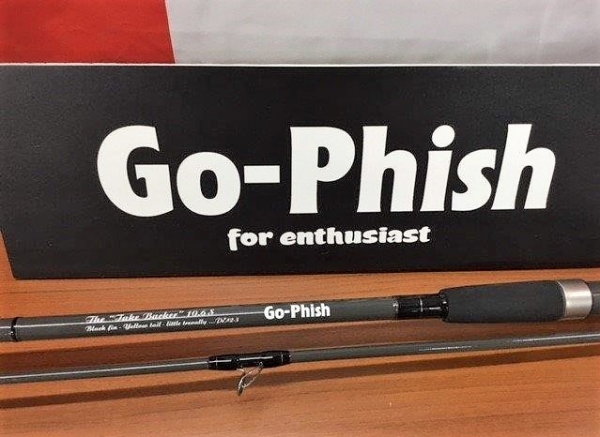 Go-Phish
for enthusiast
The "Take Backer" 10.6S Go-Phish
Black fin - Yellow tail - little trevally